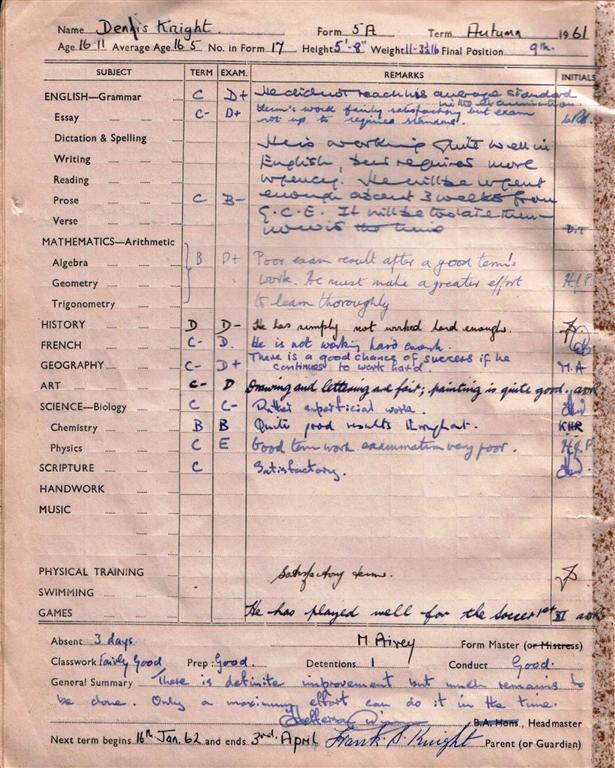 Name Dennis Knight. Form 5A Term Autumn 1961
Age 16.11 Average Age 16.5 No. in Form 17 Height 5'-8" Weight 11-3½lb Final Position 9th.
SUBJECT TERM EXAM. REMARKS INITIALS
ENGLISH—Grammar C D+ He did not reach his average standard
in the examination.
Essay C- D+ Term's work fairly satisfactory but exam
not up to required standard.
Dictation & Spelling
He is working quite well in
Writing English, but requires more
Reading urgency. He will be urgent
Prose C B- enough about 3 weeks from
Verse G.C.E. It will be too late then
now is the time
MATHEMATICS—Arithmetic
Algebra B D+ Poor exam result after a good term's
Geometry work. He must make a greater effort H.J.P.
Trigonometry to learn thoroughly
HISTORY D D- He has simply not worked hard enough.
FRENCH C- D. He is not working hard enough.
GEOGRAPHY C- D+ There is a good chance of success if he
continues to work hard. M.A
ART C- D Drawing and lettering are fair; painting is quite good.
SCIENCE—Biology C C- Rather superficial work.
Chemistry B B Quite good results throughout. KHR
Physics C E Good term work examination very poor. H.J.P.
SCRIPTURE C Satisfactory.
HANDWORK
MUSIC
PHYSICAL TRAINING Satisfactory term.
SWIMMING -
GAMES He has played well for the soccer 1st XI
Absent 3 days. M Airey Form Master (or Mistress)
Classwork Fairly Good Prep: Good. Detentions 1 Conduct Good.
General Summary There is definite improvement but much remains to
be done. Only a maximum effort can do it in the time.
B.A. Hons., Headmaster
Next term begins 16th Jan. 62 and ends 3rd. April Frank S. Knight Parent (or Guardian)